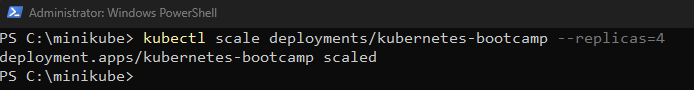 Administrator: Windows PowerShell
PS C:\minikube> kubectl scale deployments/kubernetes-bootcamp --replicas=4
deployment.apps/kubernetes-bootcamp scaled
PS C:\minikube>